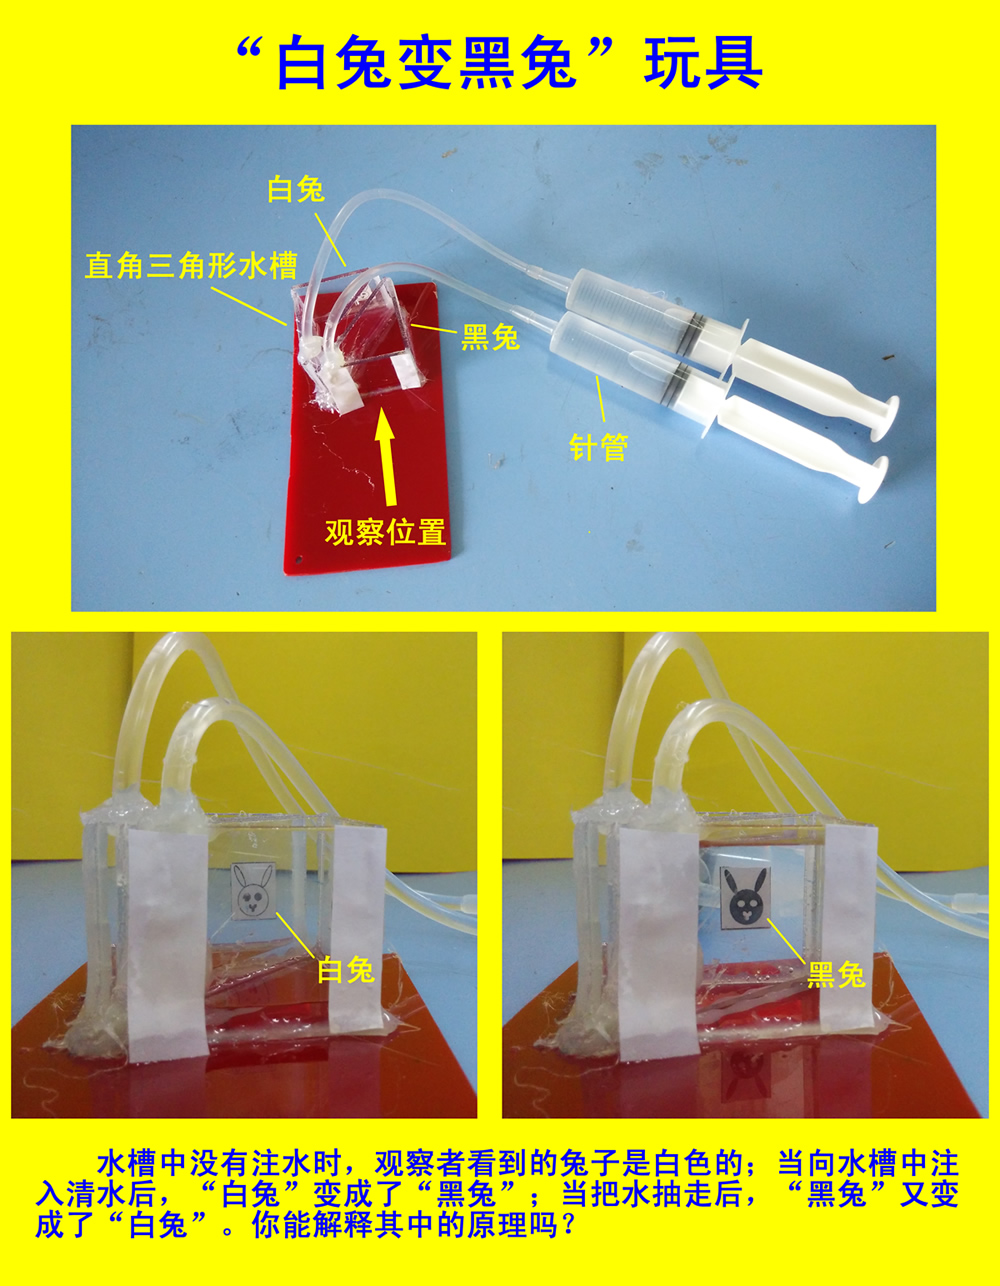 “白兔变黑兔”玩具
白兔
直角三角形水槽
黑兔
针管
观察位置
白兔
黑兔
水槽中没有注水时，观察者看到的兔子是白色的；当向水槽中注
入清水后，“白兔”变成了“黑兔”；当把水抽走后，“黑兔”又变
成了“白兔”。你能解释其中的原理吗？